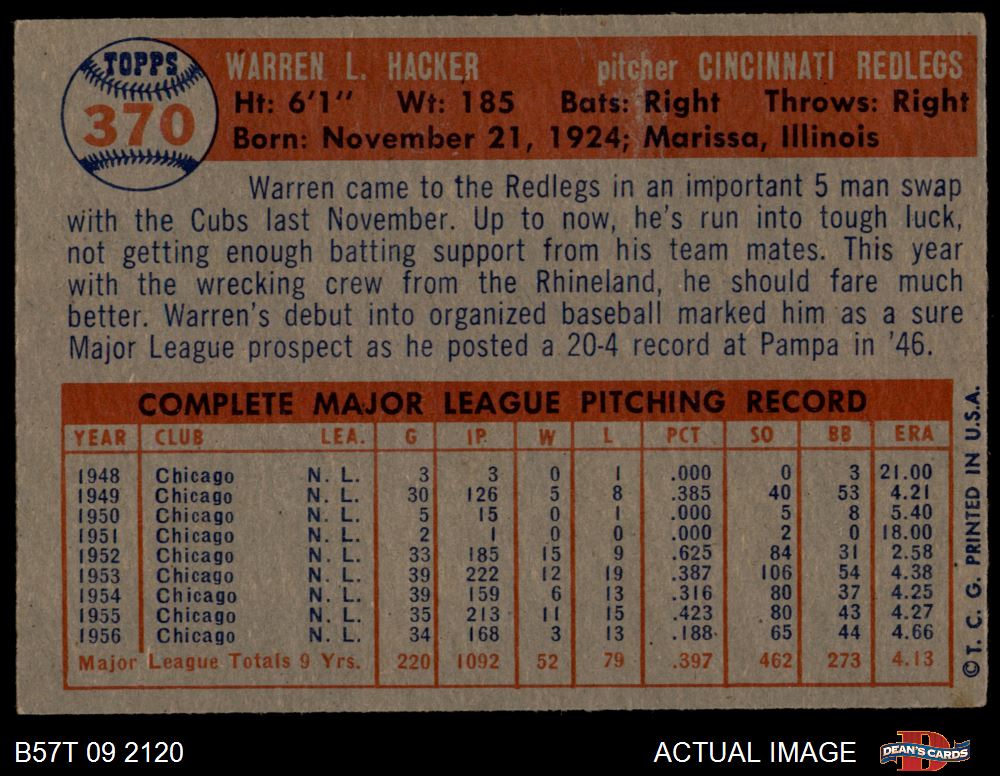 TOPPS
370
WARREN L. HACKER pitcher CINCINNATI REDLEGS
Ht: 6'1" Wt: 185 Bats: Right Throws: Right
Born: November 21, 1924; Marissa, Illinois
Warren came to the Redlegs in an important 5 man swap
with the Cubs last November. Up to now, he's run into tough luck,
not getting enough batting support from his team mates. This year
with the wrecking crew from the Rhineland, he should fare much
better. Warren's debut into organized baseball marked him as a sure
Major League prospect as he posted a 20-4 record at Pampa in '46.
COMPLETE MAJOR LEAGUE PITCHING RECORD
YEAR CLUB LEA. G IP W L PCT SO BB ERA
1948 Chicago N. L. 3 3 0 1 .000 0 3 21.00
1949 Chicago N. L. 30 126 5 8 .385 40 53 4.21
1950 Chicago N. L. 5 15 0 1 .000 5 8 5.40
1951 Chicago N. L. 2 1 0 0 .000 2 0 18.00
1952 Chicago N. L. 33 185 15 9 .625 84 31 2.58
1953 Chicago N. L. 39 222 12 19 .387 106 54 4.38
1954 Chicago N. L. 39 159 6 13 .316 80 37 4.25
1955 Chicago N. L. 35 213 11 15 .423 80 43 4.27
1956 Chicago N. L. 34 168 3 13 .188 65 44 4.66
Major League Totals 9 Yrs. 220 1092 52 79 .397 462 273 4.13
© T. C. G. PRINTED IN U.S.A.
B57T 09 2120 ACTUAL IMAGE DEAN'S CARDS